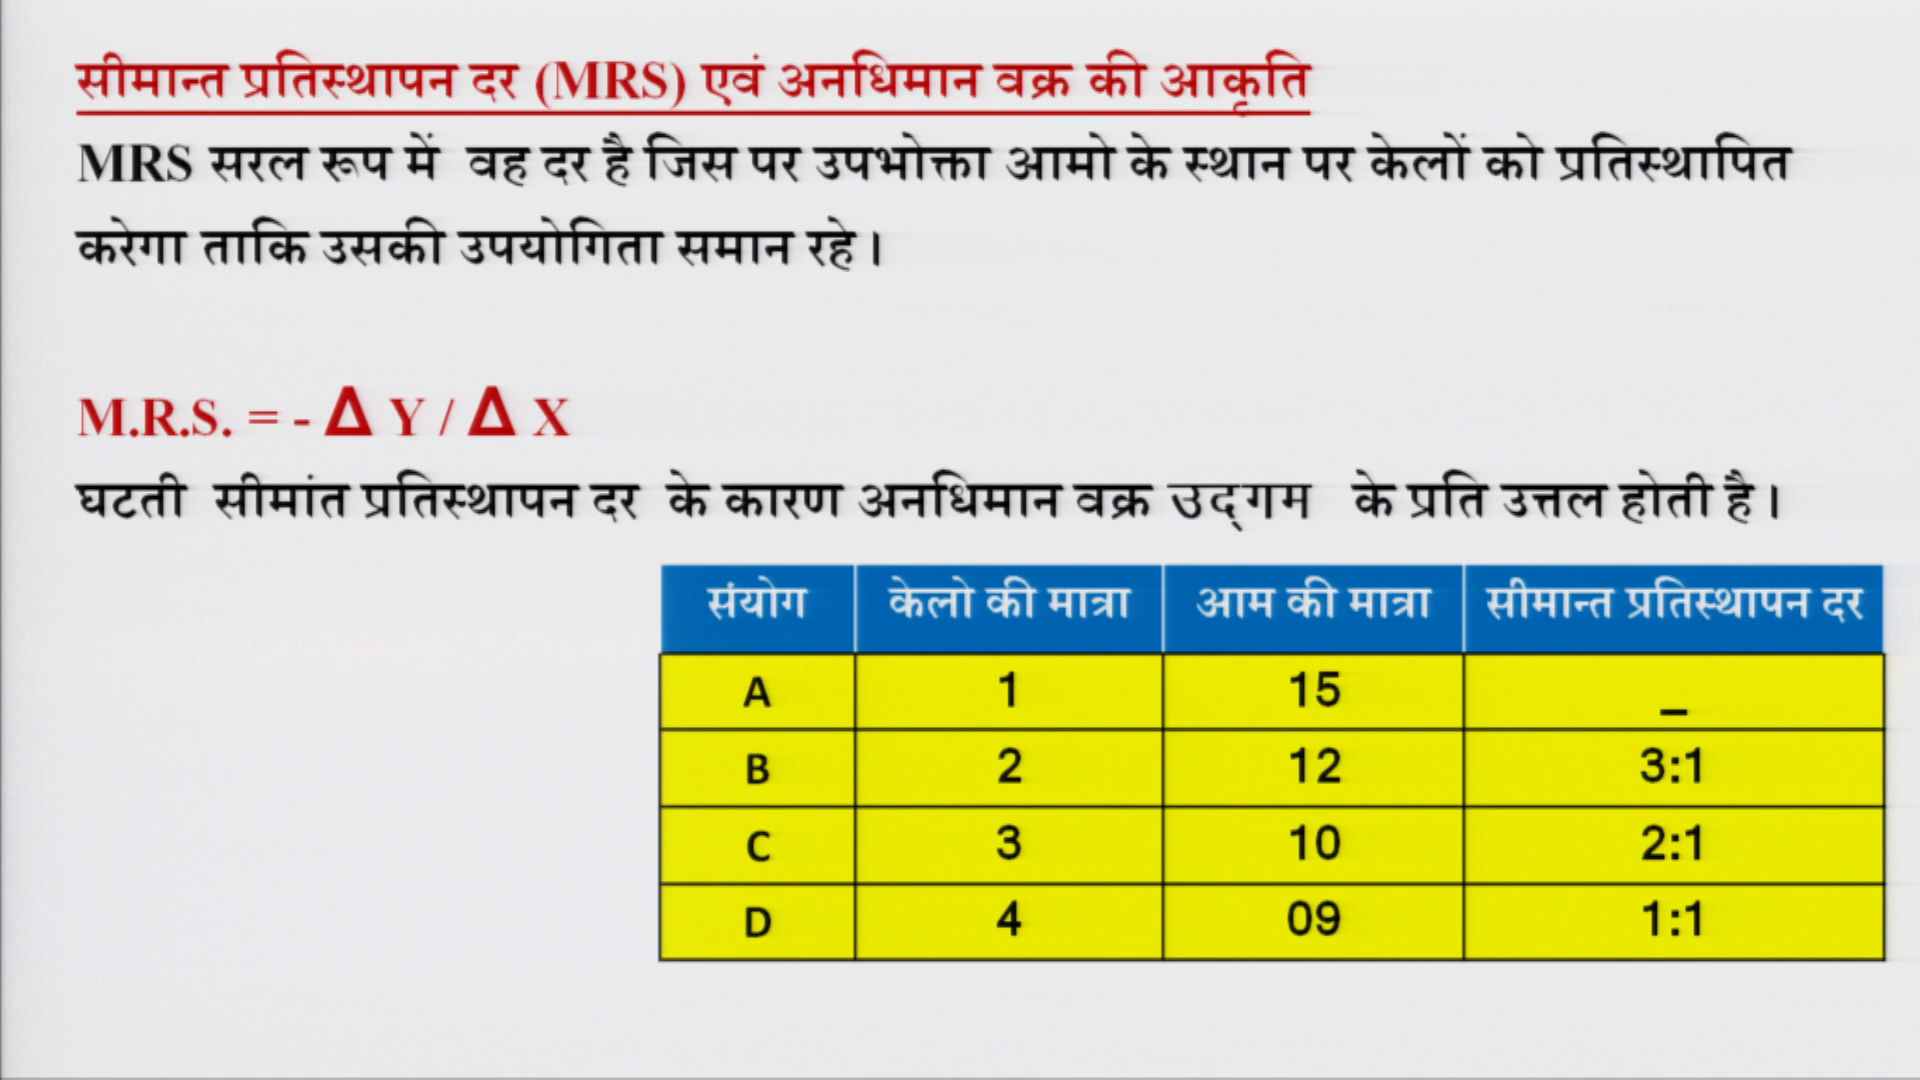 सीमान्त प्रतिस्थापन दर (MRS) एवं अनधिमान वक्र की आकृति
MRS सरल रूप में वह दर है जिस पर उपभोक्ता आमो के स्थान पर केलों को प्रतिस्थापित
करेगा ताकि उसकी उपयोगिता समान रहे।
M.R.S. = - Δ Y / Δ X
घटती सीमांत प्रतिस्थापन दर के कारण अनधिमान वक्र उद्‌गम के प्रति उत्तल होती है।
संयोग केलो की मात्रा आम की मात्रा सीमान्त प्रतिस्थापन दर
A 1 15 _
B 2 12 3:1
C 3 10 2:1
D 4 09 1:1